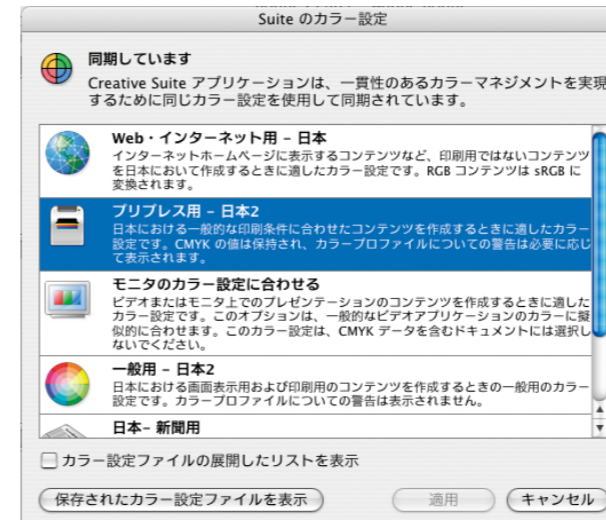 Suite のカラー設定
同期しています
Creative Suite アプリケーションは、一貫性のあるカラーマネジメントを実現
するために同じカラー設定を使用して同期されています。
Web・インターネット用 – 日本
インターネットホームページに表示するコンテンツなど、印刷用ではないコンテンツ
を日本において作成するときに適したカラー設定です。RGB コンテンツは sRGB に
変換されます。
プリプレス用 – 日本2
日本における一般的な印刷条件に合わせたコンテンツを作成するときに適したカラー
設定です。CMYK の値は保持され、カラープロファイルについての警告は必要に応じ
て表示されます。
モニタのカラー設定に合わせる
ビデオまたはモニタ上でのプレゼンテーションのコンテンツを作成するときに適した
カラー設定です。このオプションは、一般的なビデオアプリケーションのカラーに擬
似的に合わせます。このカラー設定は、CMYK データを含むドキュメントには選択し
ないでください。
一般用 – 日本2
日本における画面表示用および印刷用のコンテンツを作成するときの一般用のカラー
設定です。カラープロファイルについての警告は表示されません。
日本– 新聞用
カラー設定ファイルの展開したリストを表示
保存されたカラー設定ファイルを表示
適用
キャンセル